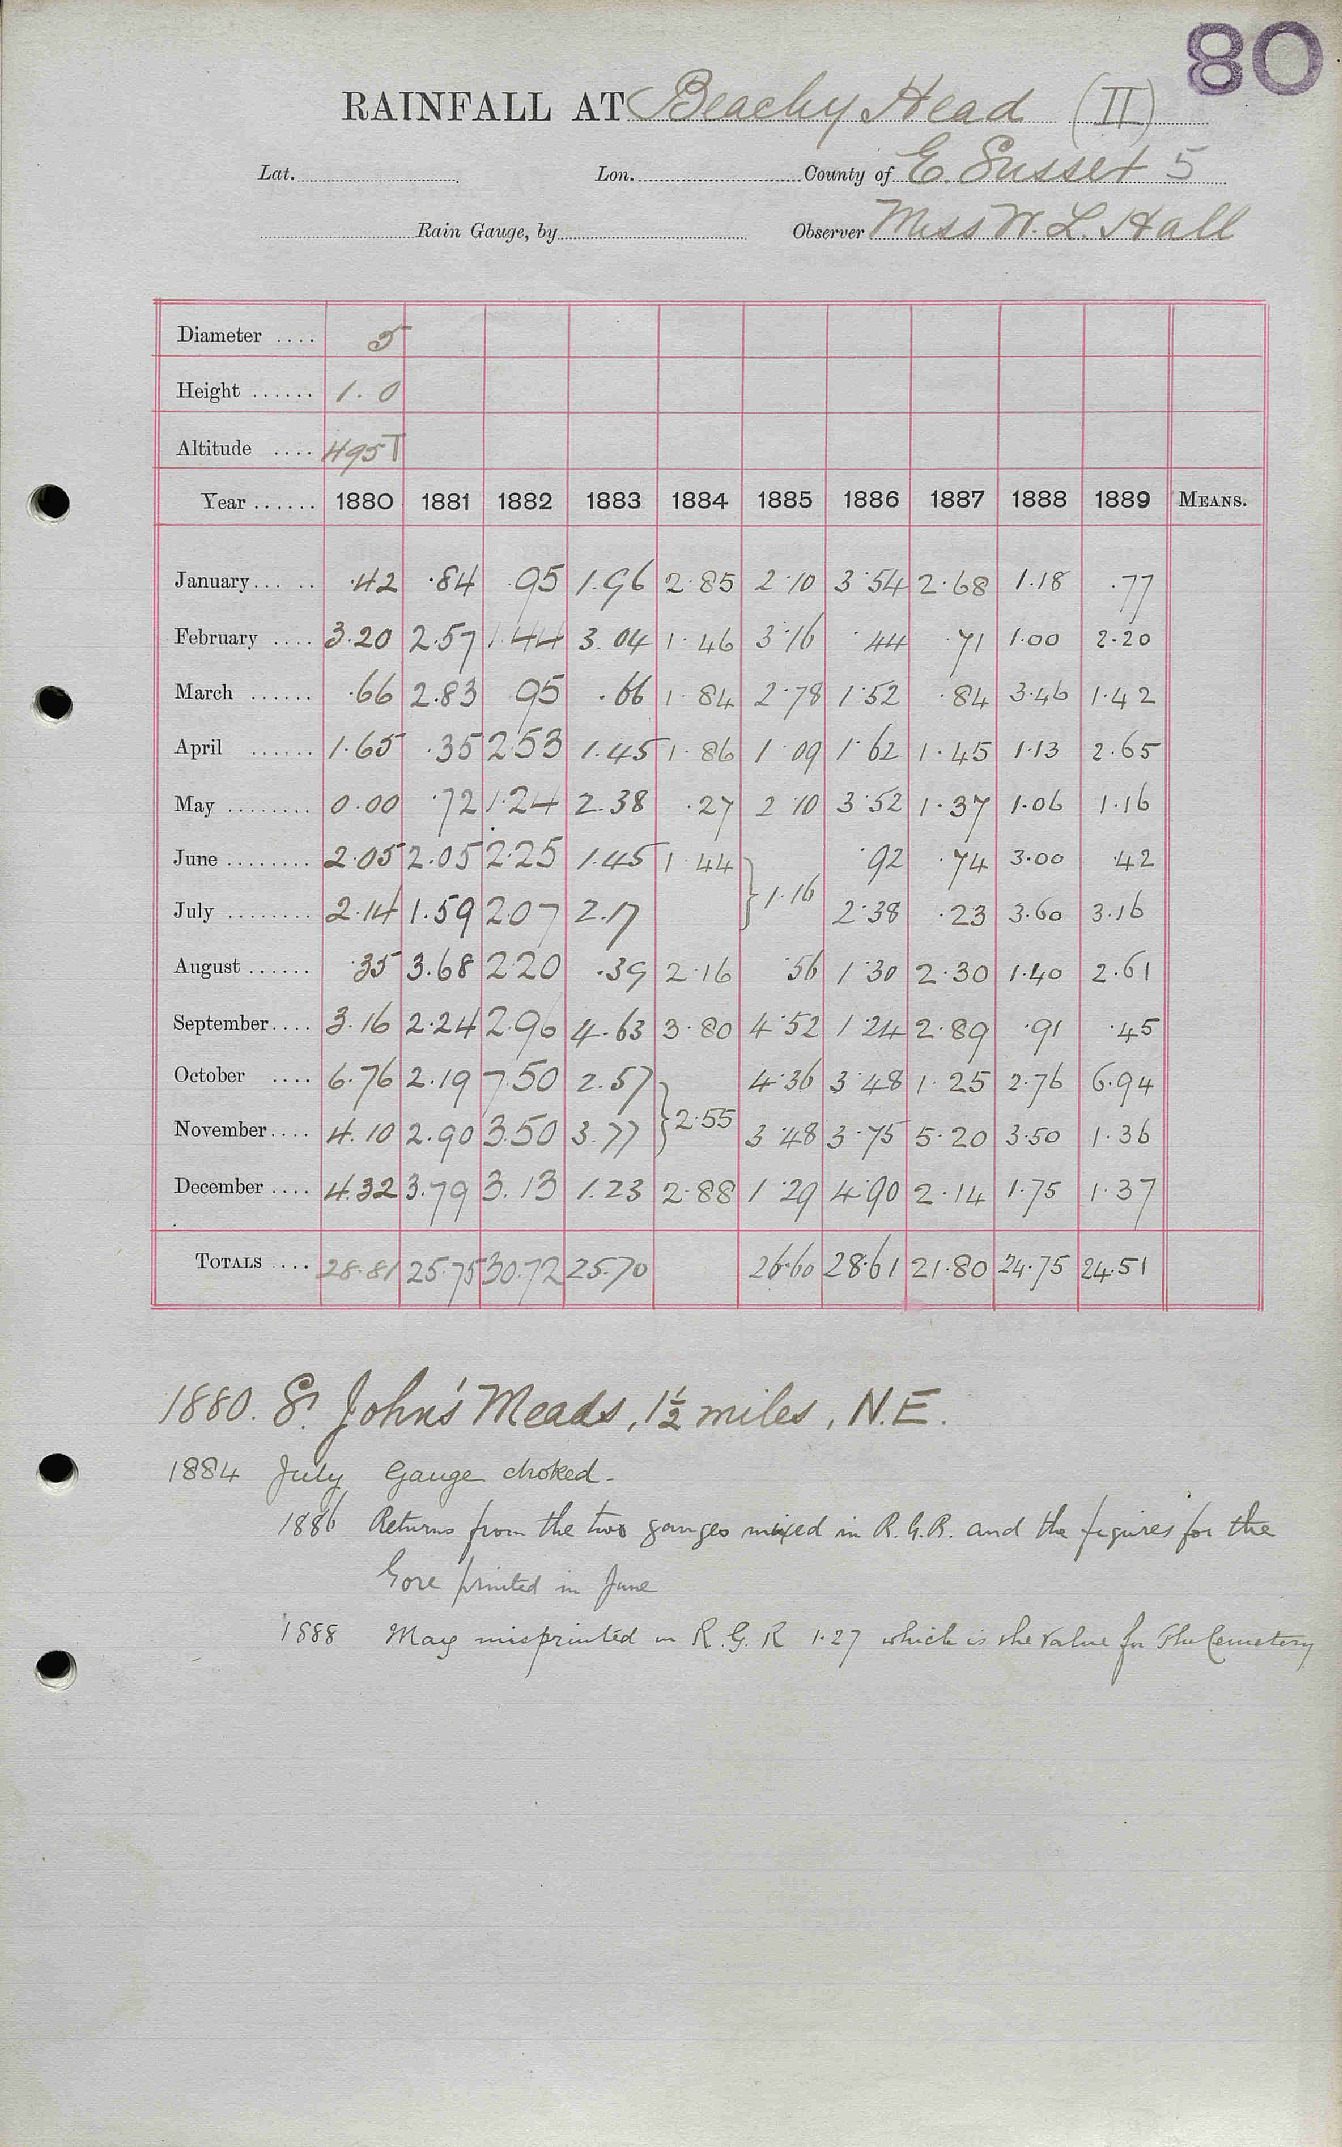 80
RAINFALL AT Beachy Head (II)
Lat. Lon. County of E. Sussex 5
Rain Gauge, by Observer Miss W. L. Hall
Diameter .... 5
Height ...... 1.0
Altitude .... 495T
Year ...... 1880 1881 1882 1883 1884 1885 1886 1887 1888 1889 MEANS.
January... .. .42 .84 .95 1.96 2.85 2.10 3.54 2.68 1.18 .77
February .... 3.20 2.57 1.44 3.04 1.46 3.16 .44 .71 1.00 2.20
March ...... .66 2.83 .95 .66 1.84 2.78 1.52 .84 3.46 1.42
April ...... 1.65 .35 2.53 1.45 1.86 1.09 1.62 1.45 1.13 2.65
May ........ 0.00 .72 1.24 2.38 .27 2.10 3.52 1.37 1.06 1.16
June ........ 2.05 2.05 2.25 1.45 1.44 } 1.16 .92 .74 3.00 .42
July ........ 2.14 1.59 2.07 2.17 2.38 .23 3.60 3.16
August ...... .35 3.68 2.20 .39 2.16 .56 1.30 2.30 1.40 2.61
September.... 3.16 2.24 2.96 4.63 3.80 4.52 1.24 2.89 .91 .45
October .... 6.76 2.19 7.50 2.57 } 2.55 4.36 3.48 1.25 2.76 6.94
November.... 4.10 2.90 3.50 3.77 3.48 3.75 5.20 3.50 1.36
December .... 4.32 3.79 3.13 1.23 2.88 1.29 4.90 2.14 1.75 1.37
TOTALS .... 28.81 25.75 30.72 25.70 26.60 28.61 21.80 24.75 24.51
1880. St. John's Meads, 1½ miles, N.E.
1884 July Gauge choked.
1886 Returns from the two gauges mixed in R.G.R. and the figures for the
Gore printed in June
1888 May misprinted in R.G.R 1.27 which is the value for The Cemetery